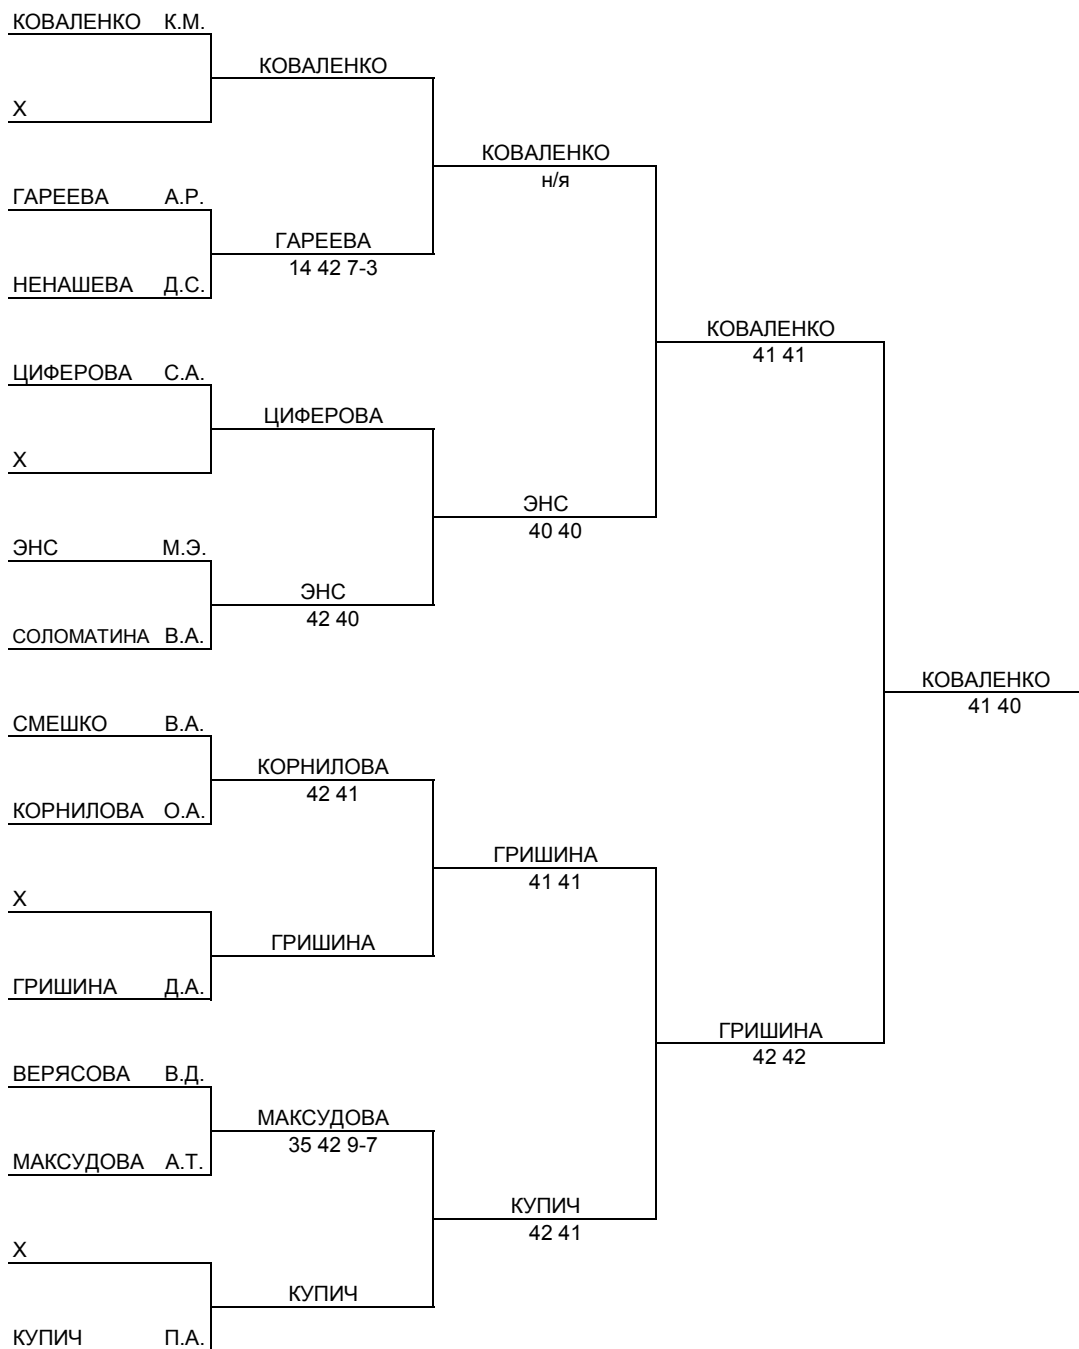 КОВАЛЕНКО К.М.
КОВАЛЕНКО
X
КОВАЛЕНКО
н/я
ГАРЕЕВА А.Р.
ГАРЕЕВА
14 42 7-3
НЕНАШЕВА Д.С.
КОВАЛЕНКО
41 41
ЦИФЕРОВА С.А.
ЦИФЕРОВА
X
ЭНС
40 40
ЭНС М.Э.
ЭНС
42 40
СОЛОМАТИНА В.А.
КОВАЛЕНКО
41 40
СМЕШКО В.А.
КОРНИЛОВА
42 41
КОРНИЛОВА О.А.
ГРИШИНА
41 41
X
ГРИШИНА
ГРИШИНА Д.А.
ГРИШИНА
42 42
ВЕРЯСОВА В.Д.
МАКСУДОВА
35 42 9-7
МАКСУДОВА А.Т.
КУПИЧ
42 41
X
КУПИЧ
КУПИЧ П.А.